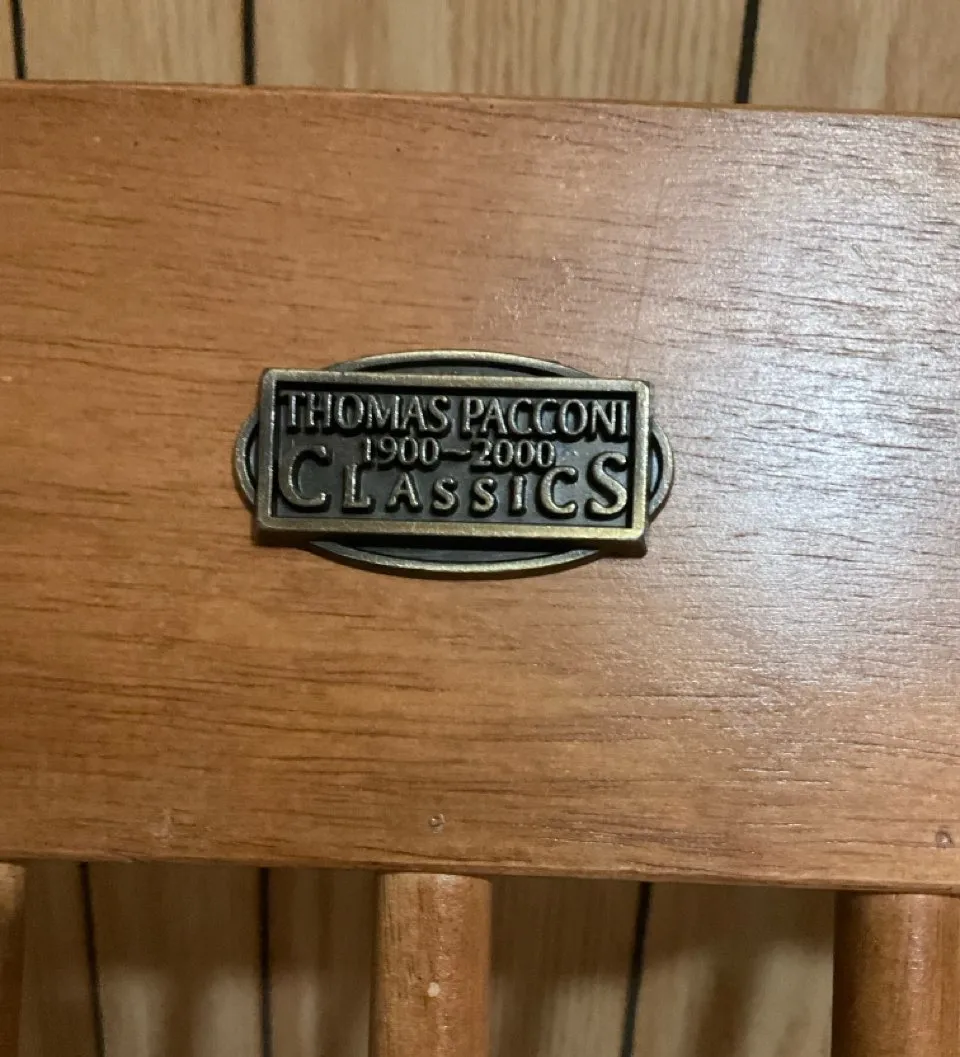 THOMAS PACCONI
1900~2000
CLASSICS